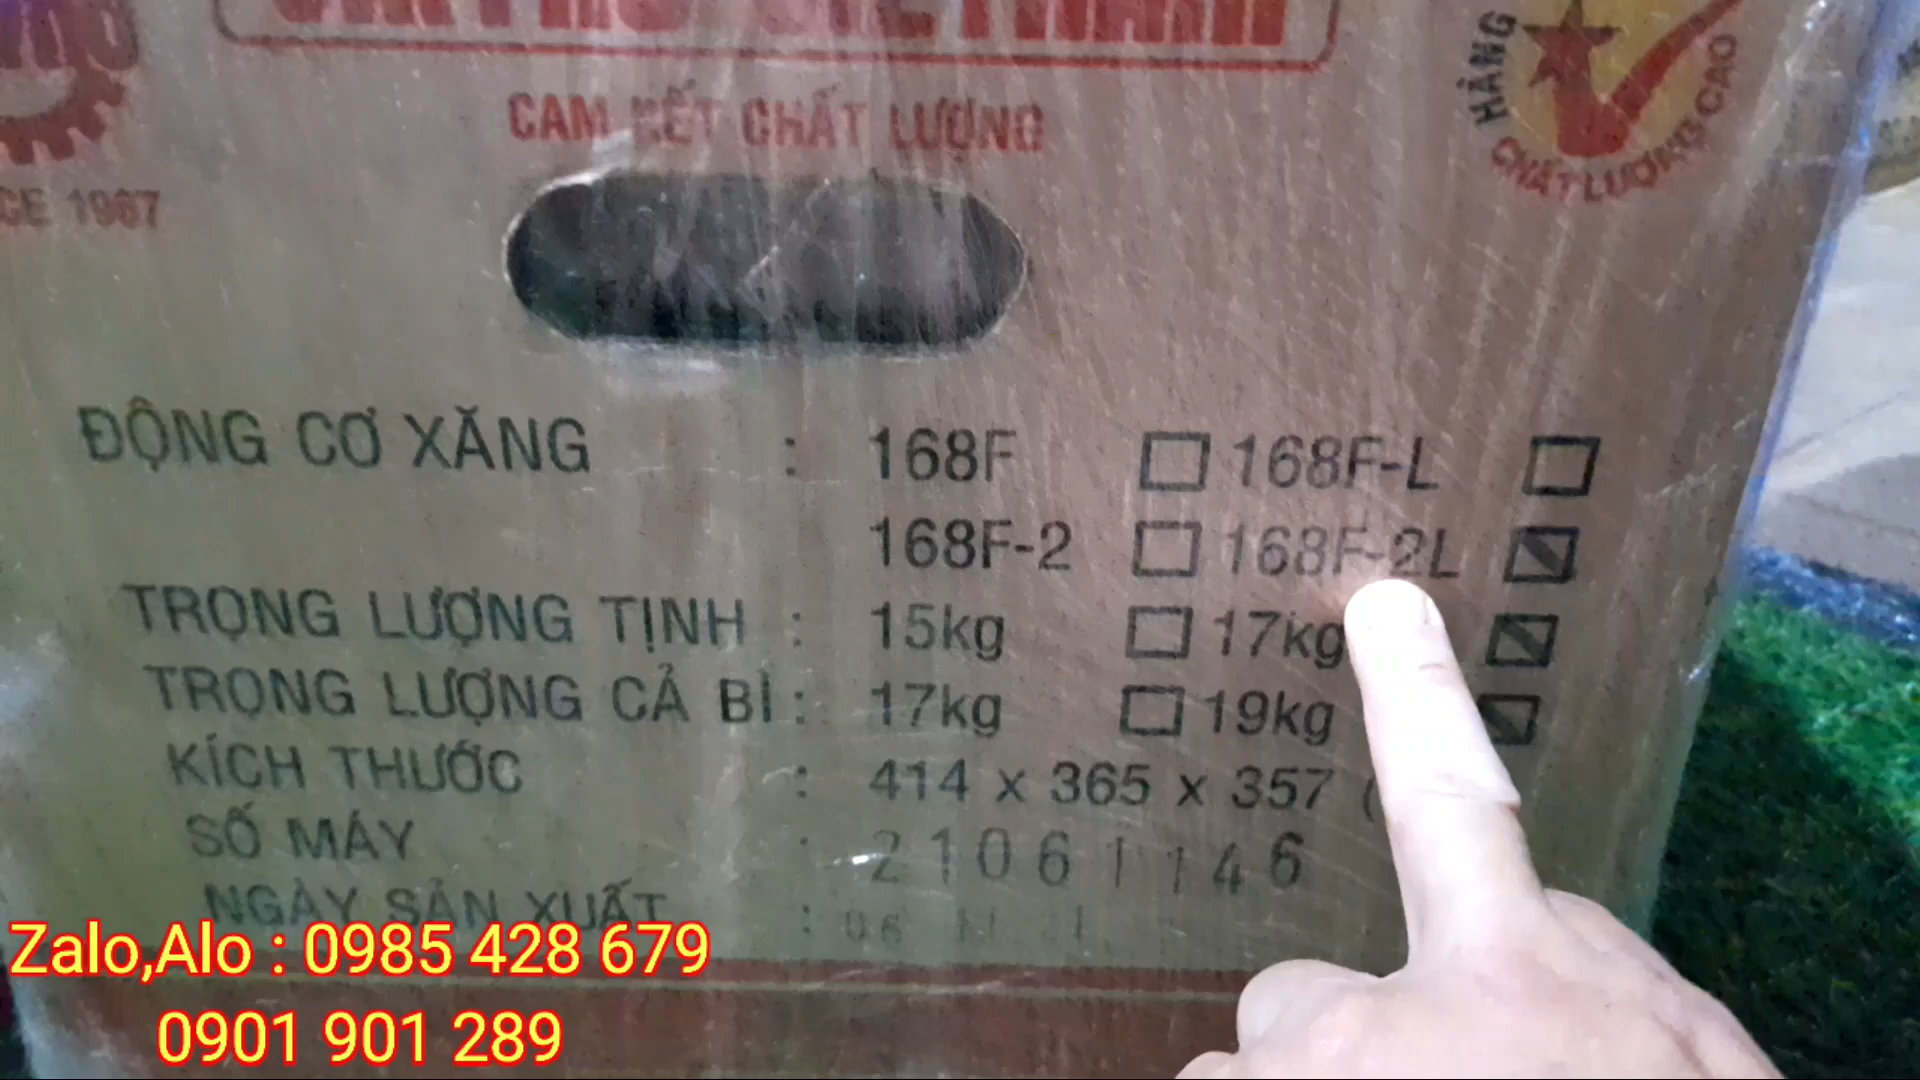 CAM KẾT CHẤT LƯỢNG
HÀNG
CHẤT LƯỢNG CAO
1967
ĐỘNG CƠ XĂNG : 168F 168F-L
168F-2 168F-2L
TRỌNG LƯỢNG TỊNH : 15kg 17kg
TRỌNG LƯỢNG CẢ BÌ : 17kg 19kg
KÍCH THƯỚC : 414 x 365 x 357 (
SỐ MÁY : 21061146
NGÀY SẢN XUẤT : 06
Zalo,Alo : 0985 428 679
0901 901 289